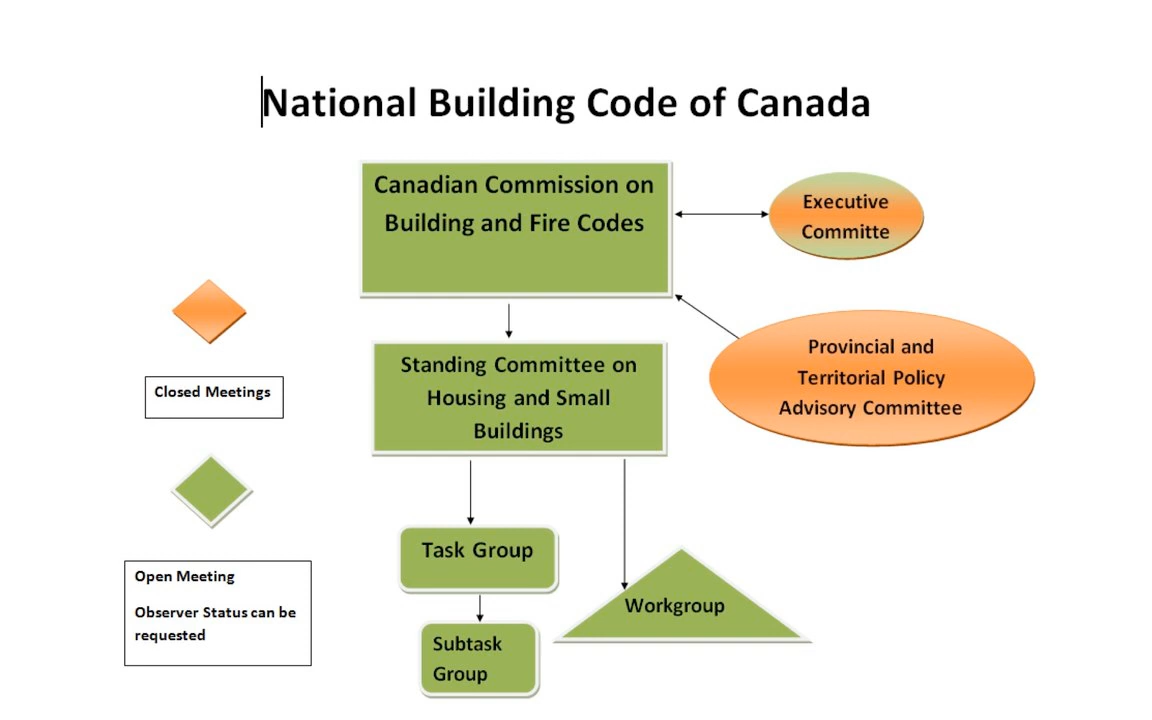 National Building Code of Canada
Canadian Commission on
Building and Fire Codes
Executive
Committe
Provincial and
Territorial Policy
Advisory Committee
Closed Meetings
Standing Committee on
Housing and Small
Buildings
Open Meeting
Observer Status can be
requested
Task Group
Workgroup
Subtask
Group